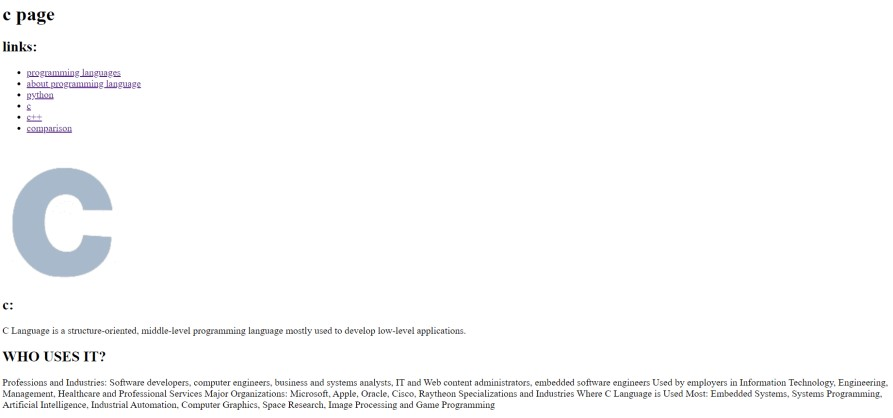 c page
links:
programming languages
about programming language
python
c
c++
comparison
C
c:
C Language is a structure-oriented, middle-level programming language mostly used to develop low-level applications.
WHO USES IT?
Professions and Industries: Software developers, computer engineers, business and systems analysts, IT and Web content administrators, embedded software engineers Used by employers in Information Technology, Engineering,
Management, Healthcare and Professional Services Major Organizations: Microsoft, Apple, Oracle, Cisco, Raytheon Specializations and Industries Where C Language is Used Most: Embedded Systems, Systems Programming,
Artificial Intelligence, Industrial Automation, Computer Graphics, Space Research, Image Processing and Game Programming